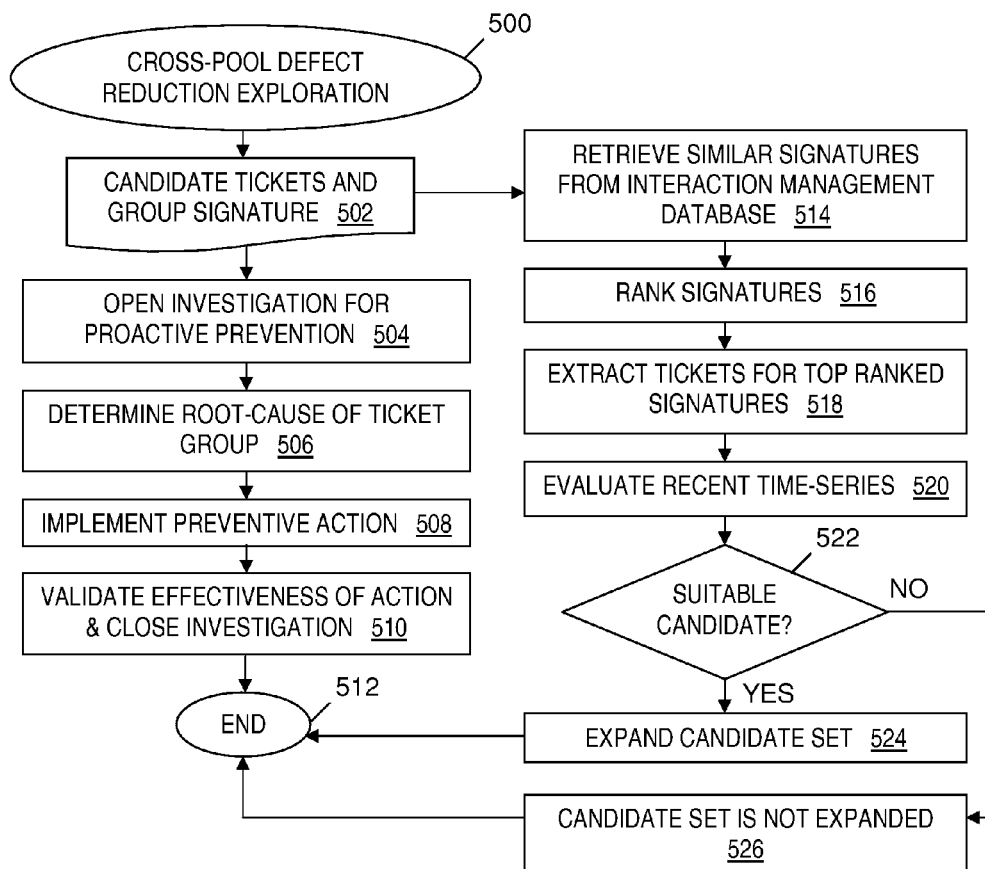 500
CROSS-POOL DEFECT
REDUCTION EXPLORATION
CANDIDATE TICKETS AND
GROUP SIGNATURE 502
OPEN INVESTIGATION FOR
PROACTIVE PREVENTION 504
DETERMINE ROOT-CAUSE OF TICKET
GROUP 506
IMPLEMENT PREVENTIVE ACTION 508
VALIDATE EFFECTIVENESS OF ACTION
& CLOSE INVESTIGATION 510
512
END
RETRIEVE SIMILAR SIGNATURES
FROM INTERACTION MANAGEMENT
DATABASE 514
RANK SIGNATURES 516
EXTRACT TICKETS FOR TOP RANKED
SIGNATURES 518
EVALUATE RECENT TIME-SERIES 520
522
SUITABLE
CANDIDATE?
NO
YES
EXPAND CANDIDATE SET 524
CANDIDATE SET IS NOT EXPANDED
526